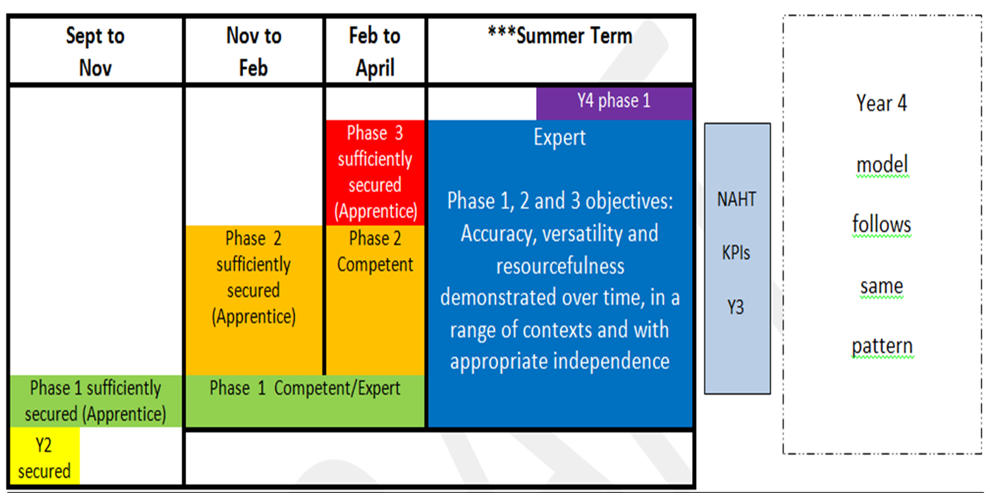 Sept to
Nov
Nov to
Feb
Feb to
April
***Summer Term
Y4 phase 1
Phase 3
sufficiently
secured
(Apprentice)
Expert
Phase 1, 2 and 3 objectives:
Accuracy, versatility and
resourcefulness
demonstrated over time, in a
range of contexts and with
appropriate independence
Phase 2
sufficiently
secured
(Apprentice)
Phase 2
Competent
Phase 1 sufficiently
secured (Apprentice)
Phase 1 Competent/Expert
Y2
secured
NAHT
KPIs
Y3
Year 4
model
follows
same
pattern